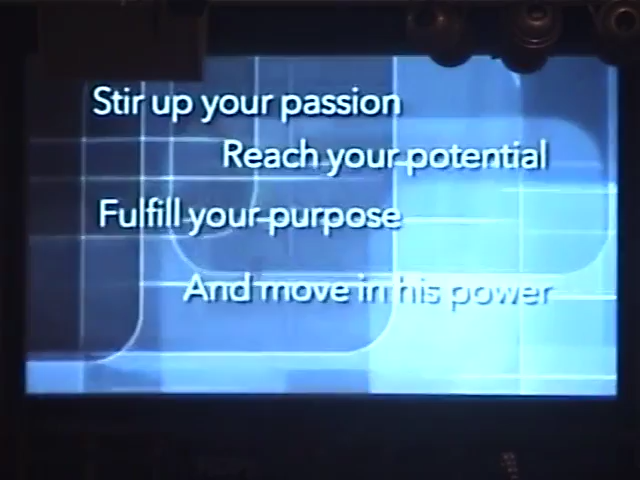 Stir up your passion
Reach your potential
Fulfill your purpose
And move in his power